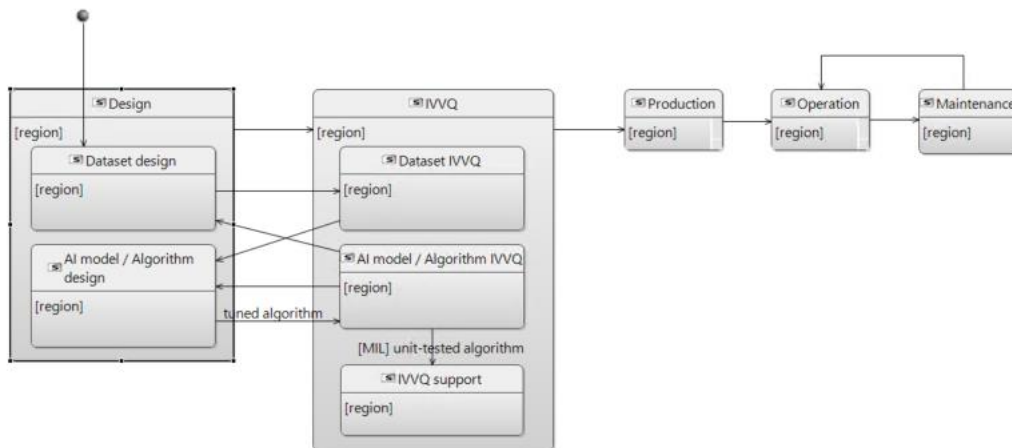 Design
IVVQ
Production
Operation
Maintenance
[region]
[region]
[region]
[region]
[region]
Dataset design
[region]
Dataset IVVQ
[region]
AI model / Algorithm
design
[region]
AI model / Algorithm IVVQ
[region]
tuned algorithm
[MIL] unit-tested algorithm
IVVQ support
[region]